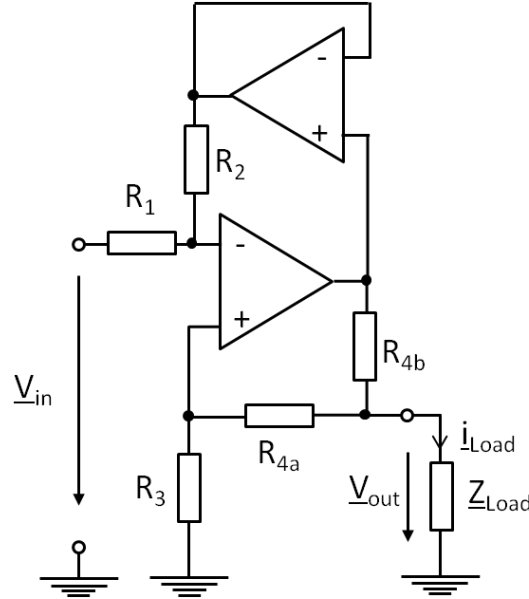 -
+
R2
R1
-
+
R4b
Vin
R4a
iLoad
R3
Vout
ZLoad